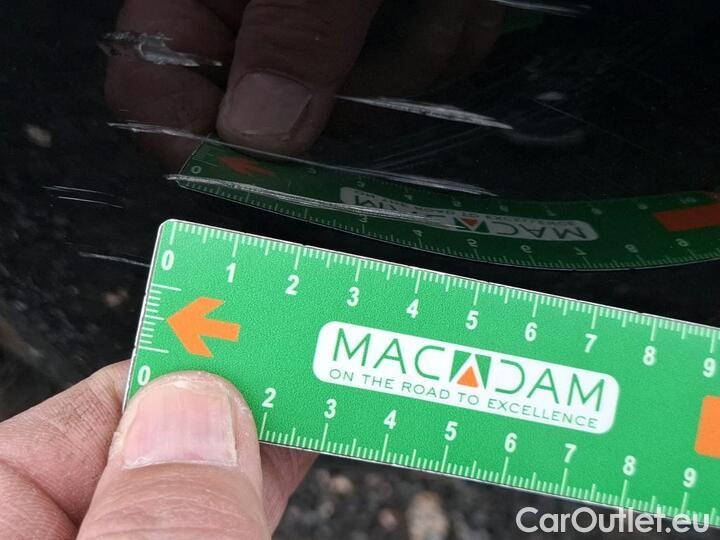 0 1 2 3 4 5 6 7 8 9
MACADAM
ON THE ROAD TO EXCELLENCE
0 2 3 4 5 6 7 8 9
CarOutlet.eu